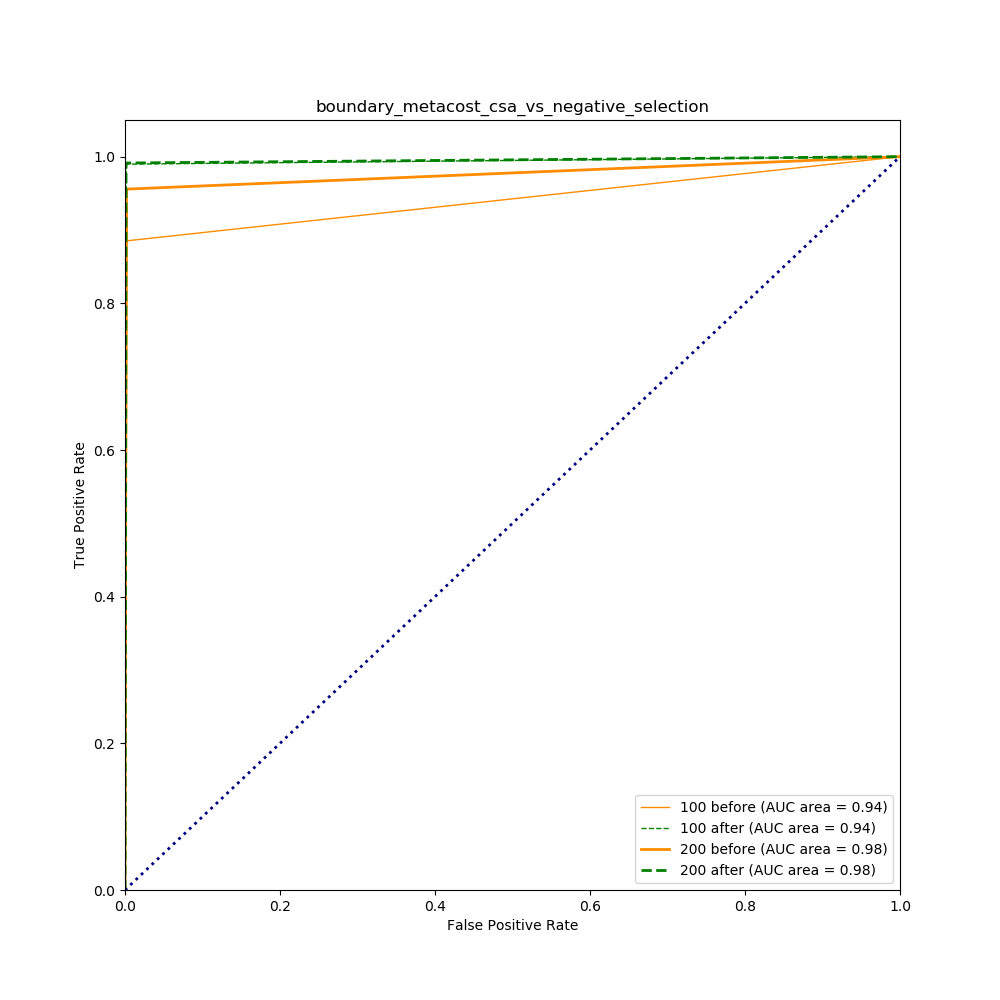 boundary_metacost_csa_vs_negative_selection
1.0
0.8
0.6
0.4
0.2
0.0
True Positive Rate
0.0 0.2 0.4 0.6 0.8 1.0
False Positive Rate
100 before (AUC area = 0.94)
100 after (AUC area = 0.94)
200 before (AUC area = 0.98)
200 after (AUC area = 0.98)